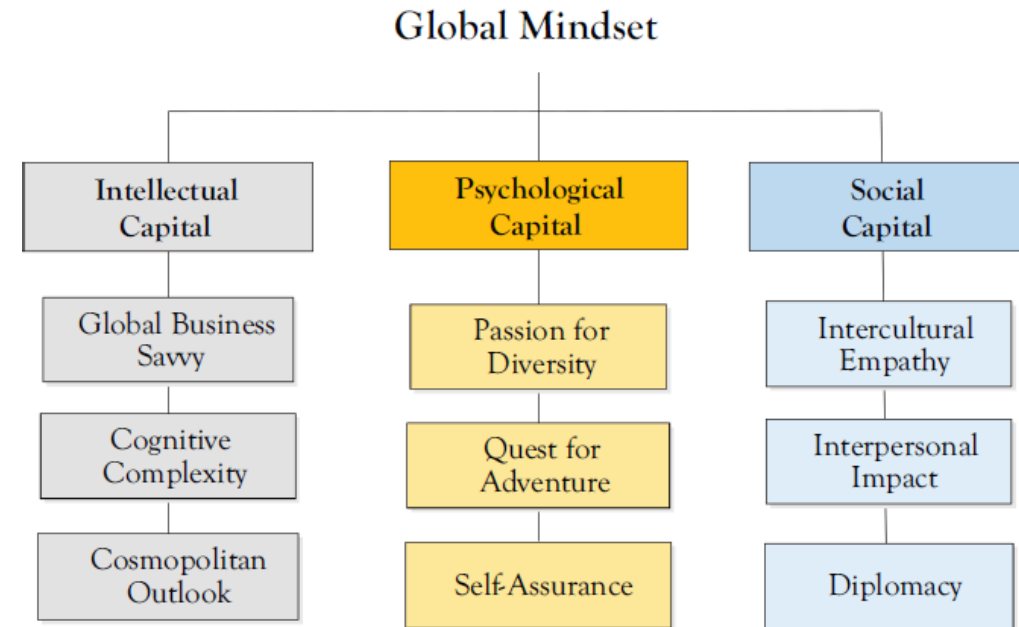 Global Mindset
Intellectual
Capital
Psychological
Capital
Social
Capital
Global Business
Savvy
Passion for
Diversity
Intercultural
Empathy
Cognitive
Complexity
Quest for
Adventure
Interpersonal
Impact
Cosmopolitan
Outlook
Self-Assurance
Diplomacy